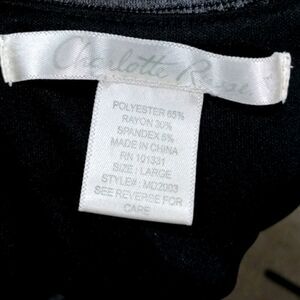 Charlotte Russe
POLYESTER 65%
RAYON 30%
SPANDEX 5%
MADE IN CHINA
RN 101331
SIZE: LARGE
STYLE#: MD2003
SEE REVERSE FOR
CARE